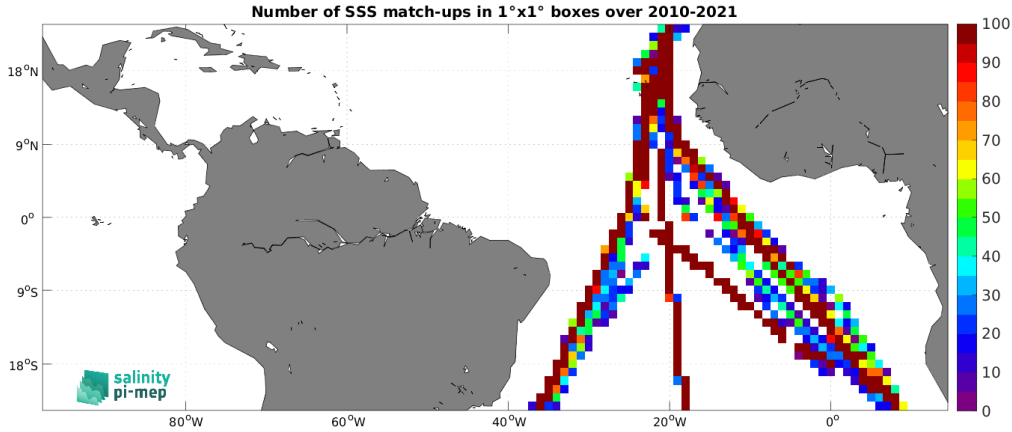 Number of SSS match-ups in 1°x1° boxes over 2010-2021
18°N
9°N
0°
9°S
18°S
80°W
60°W
40°W
20°W
0°
100
90
80
70
60
50
40
30
20
10
0
salinity
pi-mep